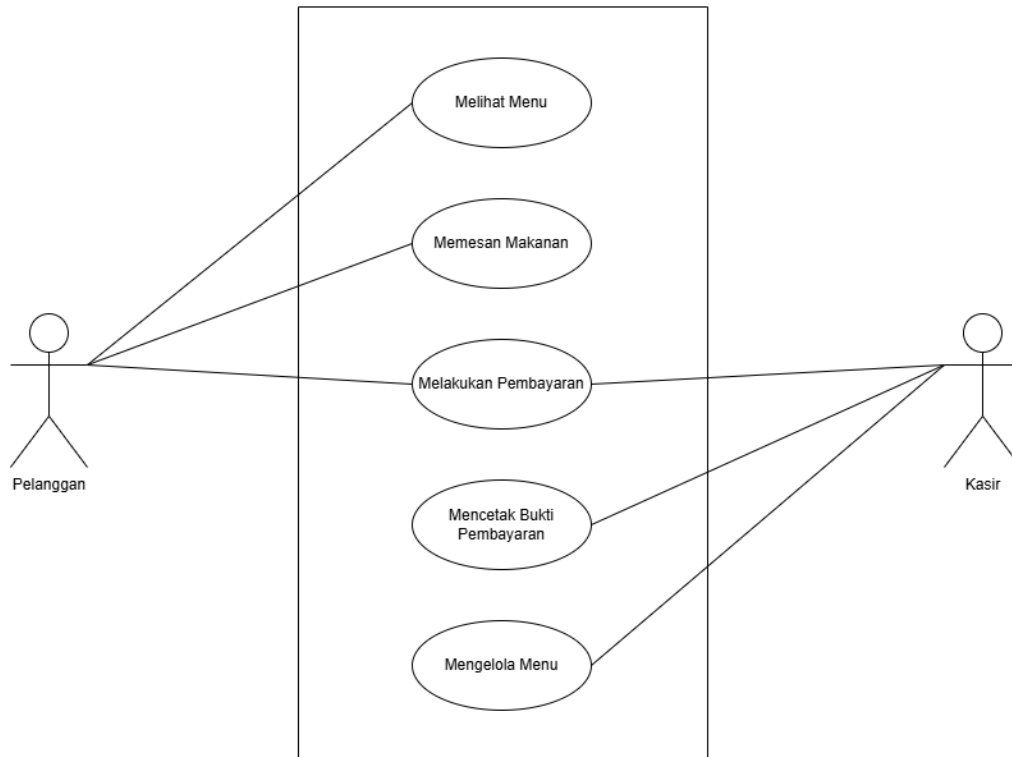 Melihat Menu
Memesan Makanan
Melakukan Pembayaran
Pelanggan
Kasir
Mencetak Bukti
Pembayaran
Mengelola Menu